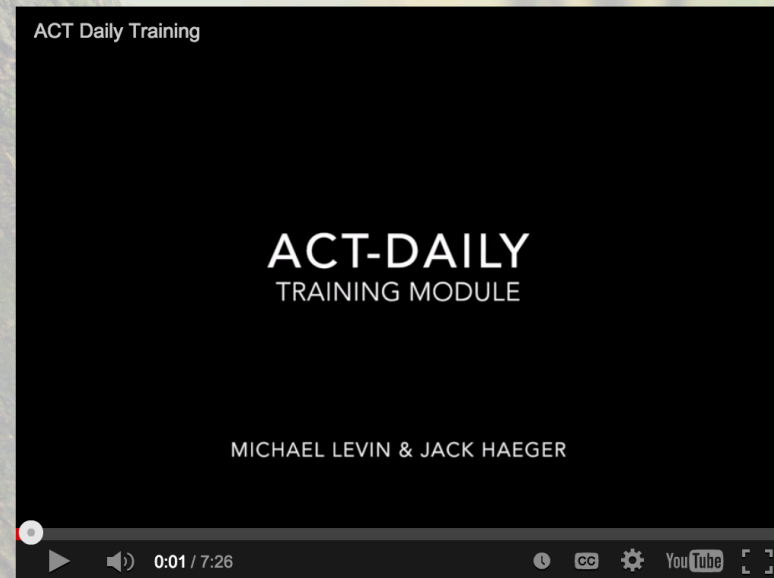 ACT Daily Training
ACT-DAILY
TRAINING MODULE
MICHAEL LEVIN & JACK HAEGER
0:01 / 7:26
CC
YouTube